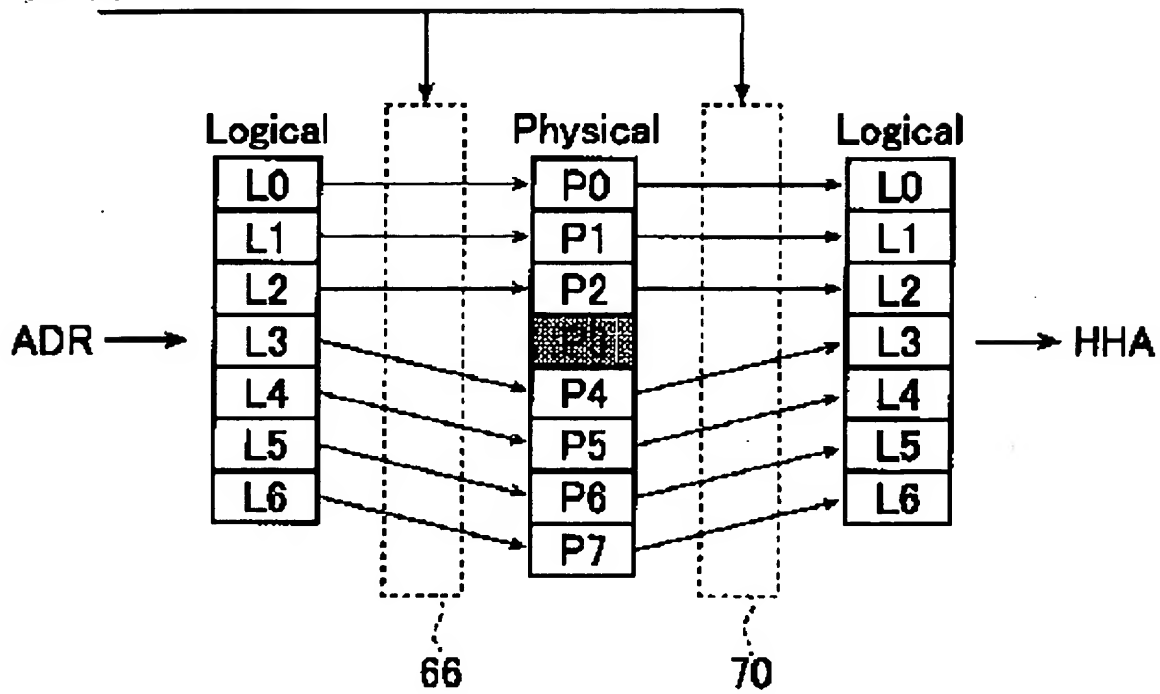 Logical Physical Logical
L0 P0 L0
L1 P1 L1
L2 P2 L2
ADR L3 L3 HHA
L4 P4 L4
L5 P5 L5
L6 P6 L6
P7
66 70